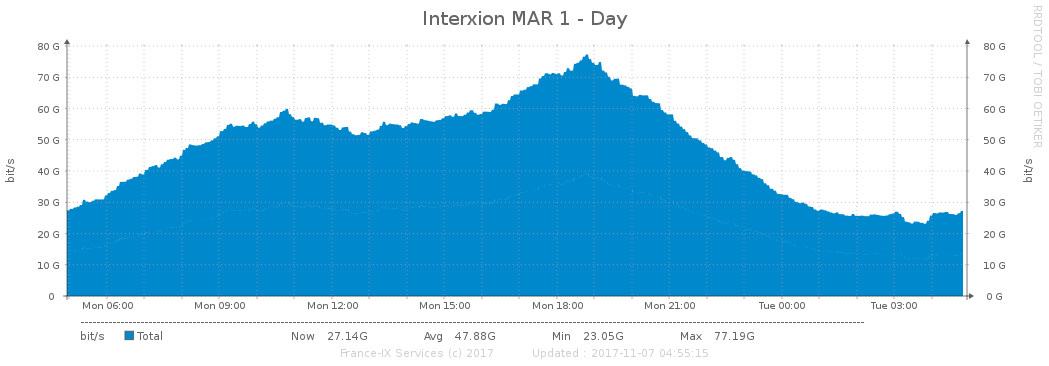 Interxion MAR 1 - Day
RRDTOOL / TOBI OETIKER
bit/s
80 G 80 G
70 G 70 G
60 G 60 G
50 G 50 G
40 G 40 G
30 G 30 G
20 G 20 G
10 G 10 G
0 0 G
bit/s
Mon 06:00 Mon 09:00 Mon 12:00 Mon 15:00 Mon 18:00 Mon 21:00 Tue 00:00 Tue 03:00
bit/s Total Now 27.14G Avg 47.88G Min 23.05G Max 77.19G
France-IX Services (c) 2017 Updated : 2017-11-07 04:55:15